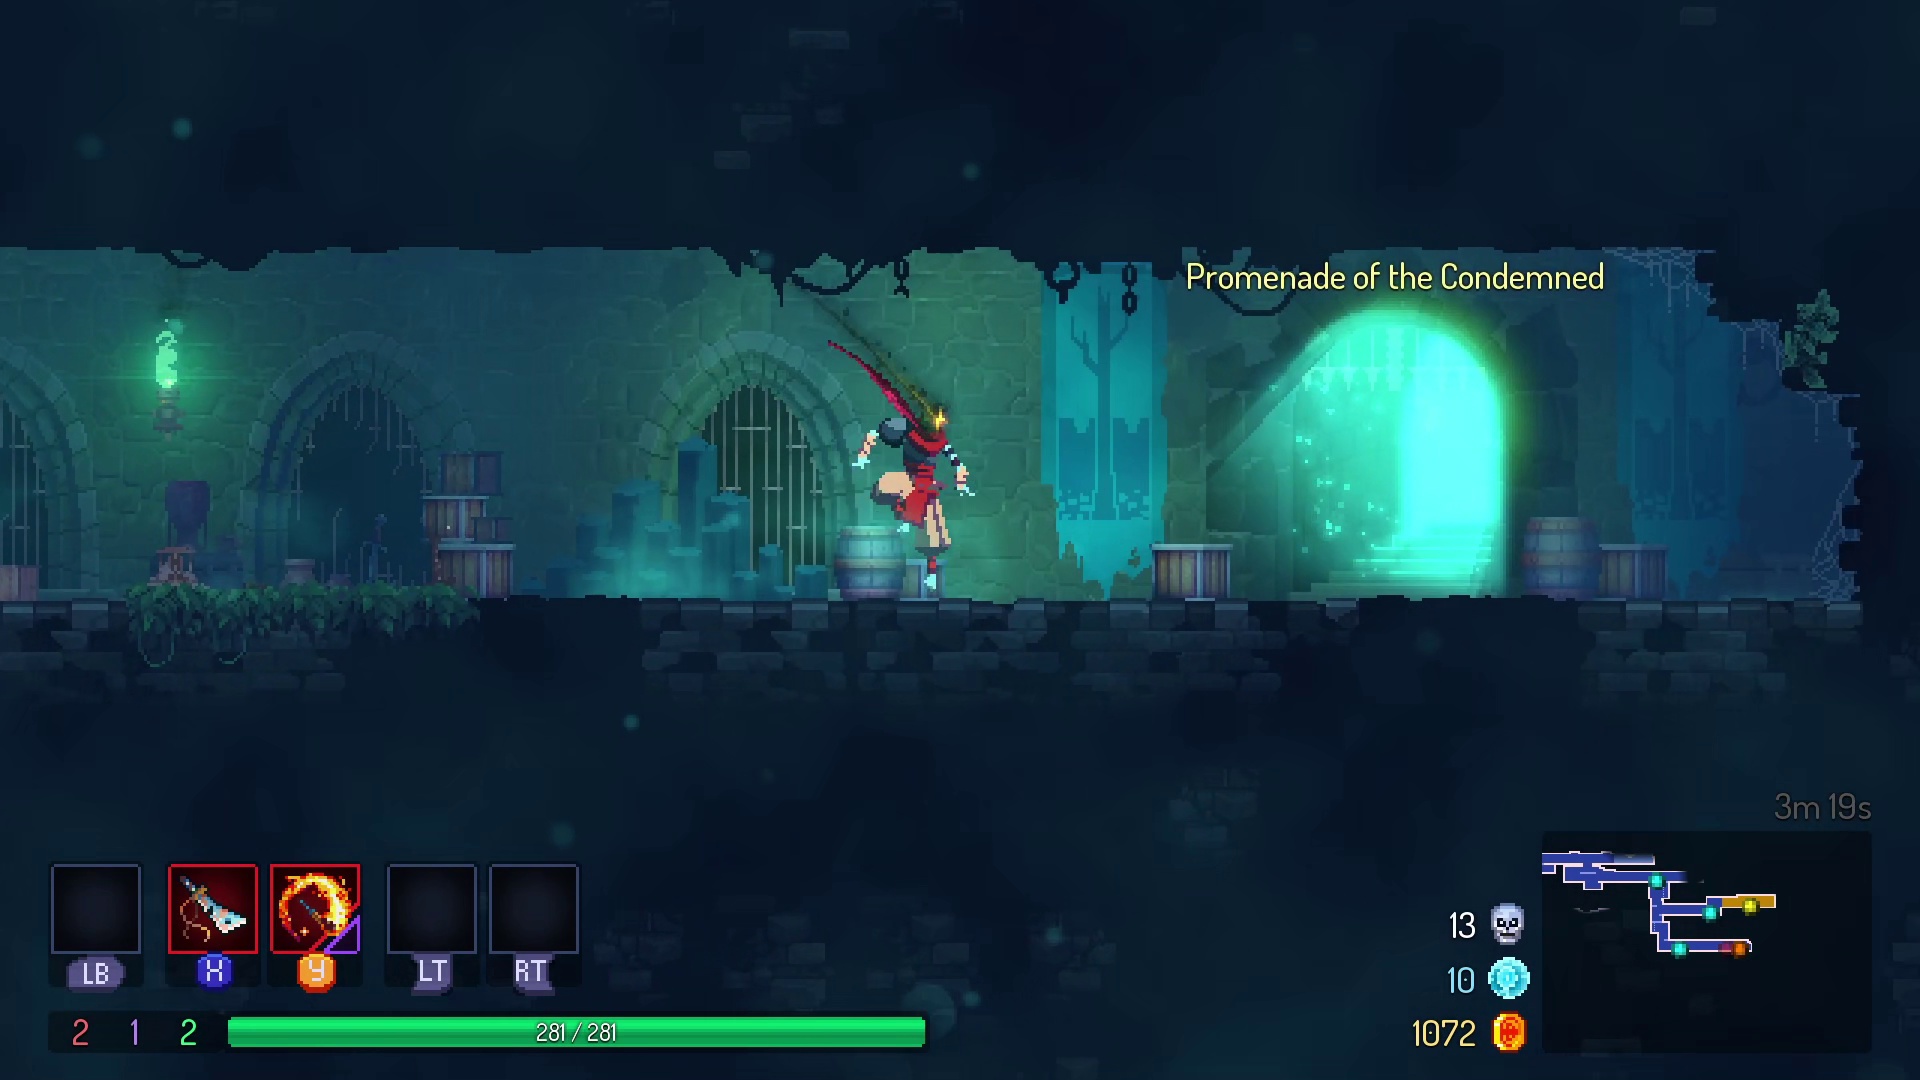 Promenade of the Condemned
3m 19s
13
10
1072
LB
X
Y
LT
RT
2 1 2
281 / 281